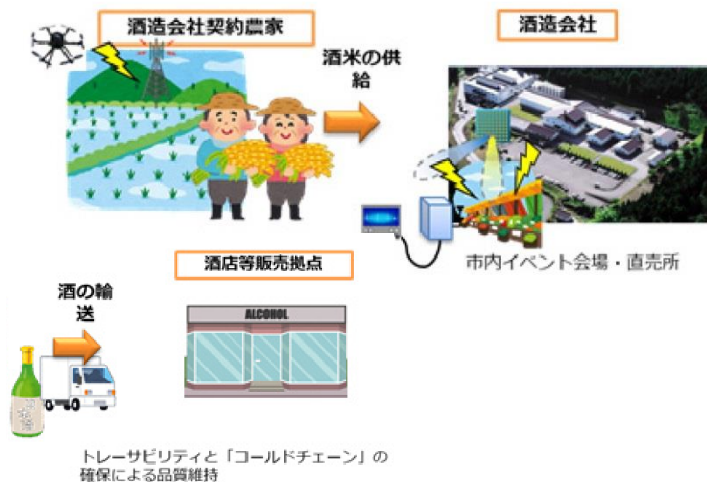 酒造会社契約農家
酒米の供
給
酒造会社
市内イベント会場・直売所
酒店等販売拠点
酒の輸
送
ALCOHOL
トレーサビリティと「コールドチェーン」の
確保による品質維持